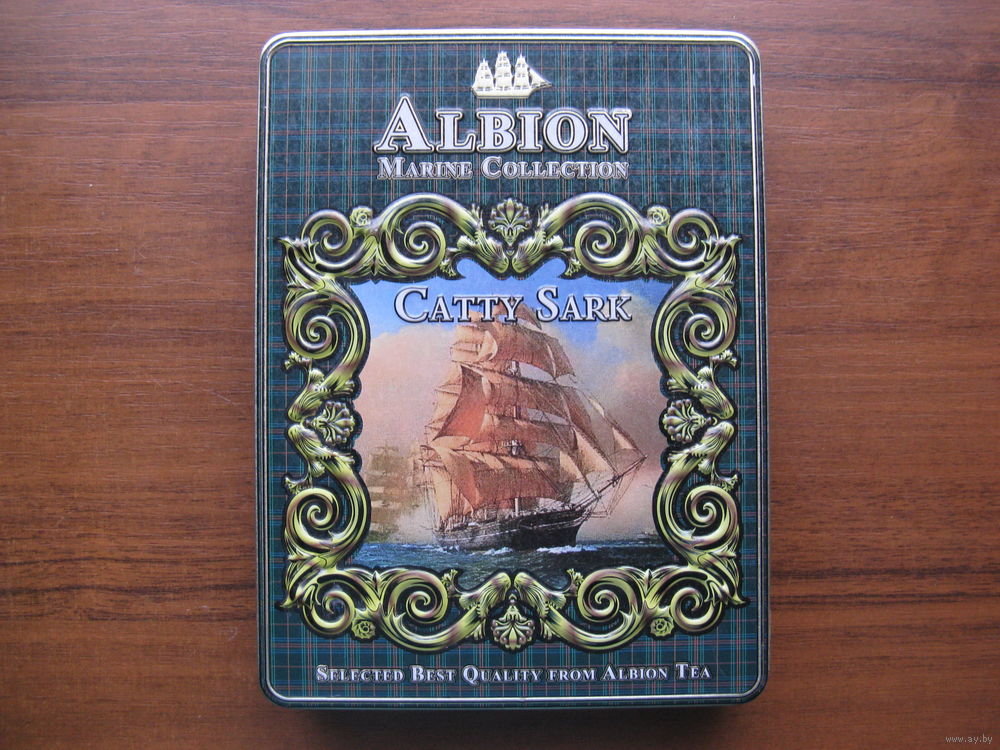 ALBION
MARINE COLLECTION
CATTY SARK
SELECTED BEST QUALITY FROM ALBION TEA
www.ay.by